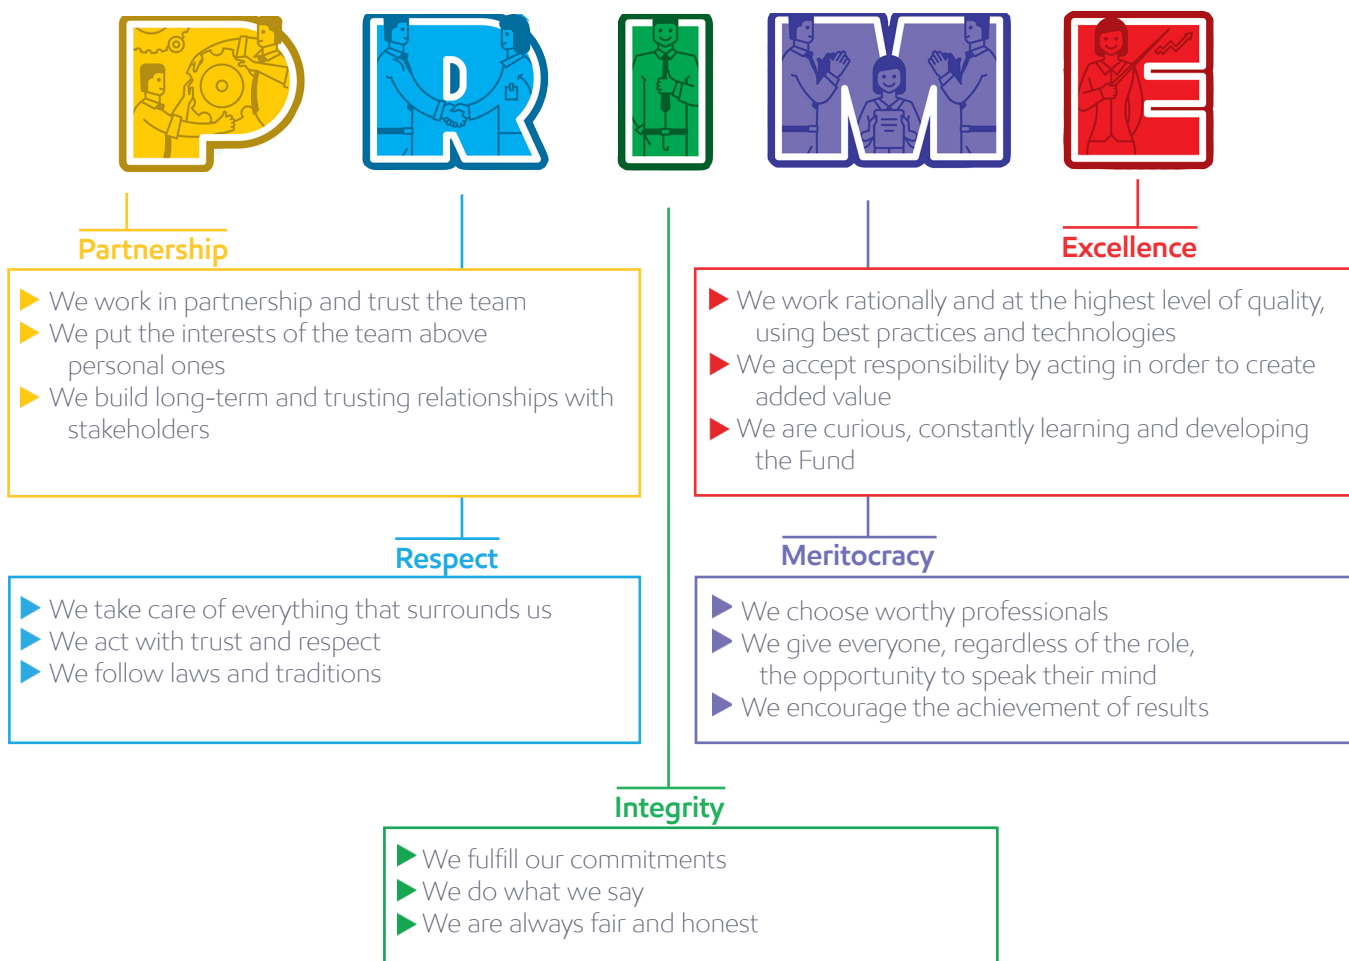 PRIME
Partnership
We work in partnership and trust the team
We put the interests of the team above
personal ones
We build long-term and trusting relationships with
stakeholders
Excellence
We work rationally and at the highest level of quality,
using best practices and technologies
We accept responsibility by acting in order to create
added value
We are curious, constantly learning and developing
the Fund
Respect
We take care of everything that surrounds us
We act with trust and respect
We follow laws and traditions
Meritocracy
We choose worthy professionals
We give everyone, regardless of the role,
the opportunity to speak their mind
We encourage the achievement of results
Integrity
We fulfill our commitments
We do what we say
We are always fair and honest